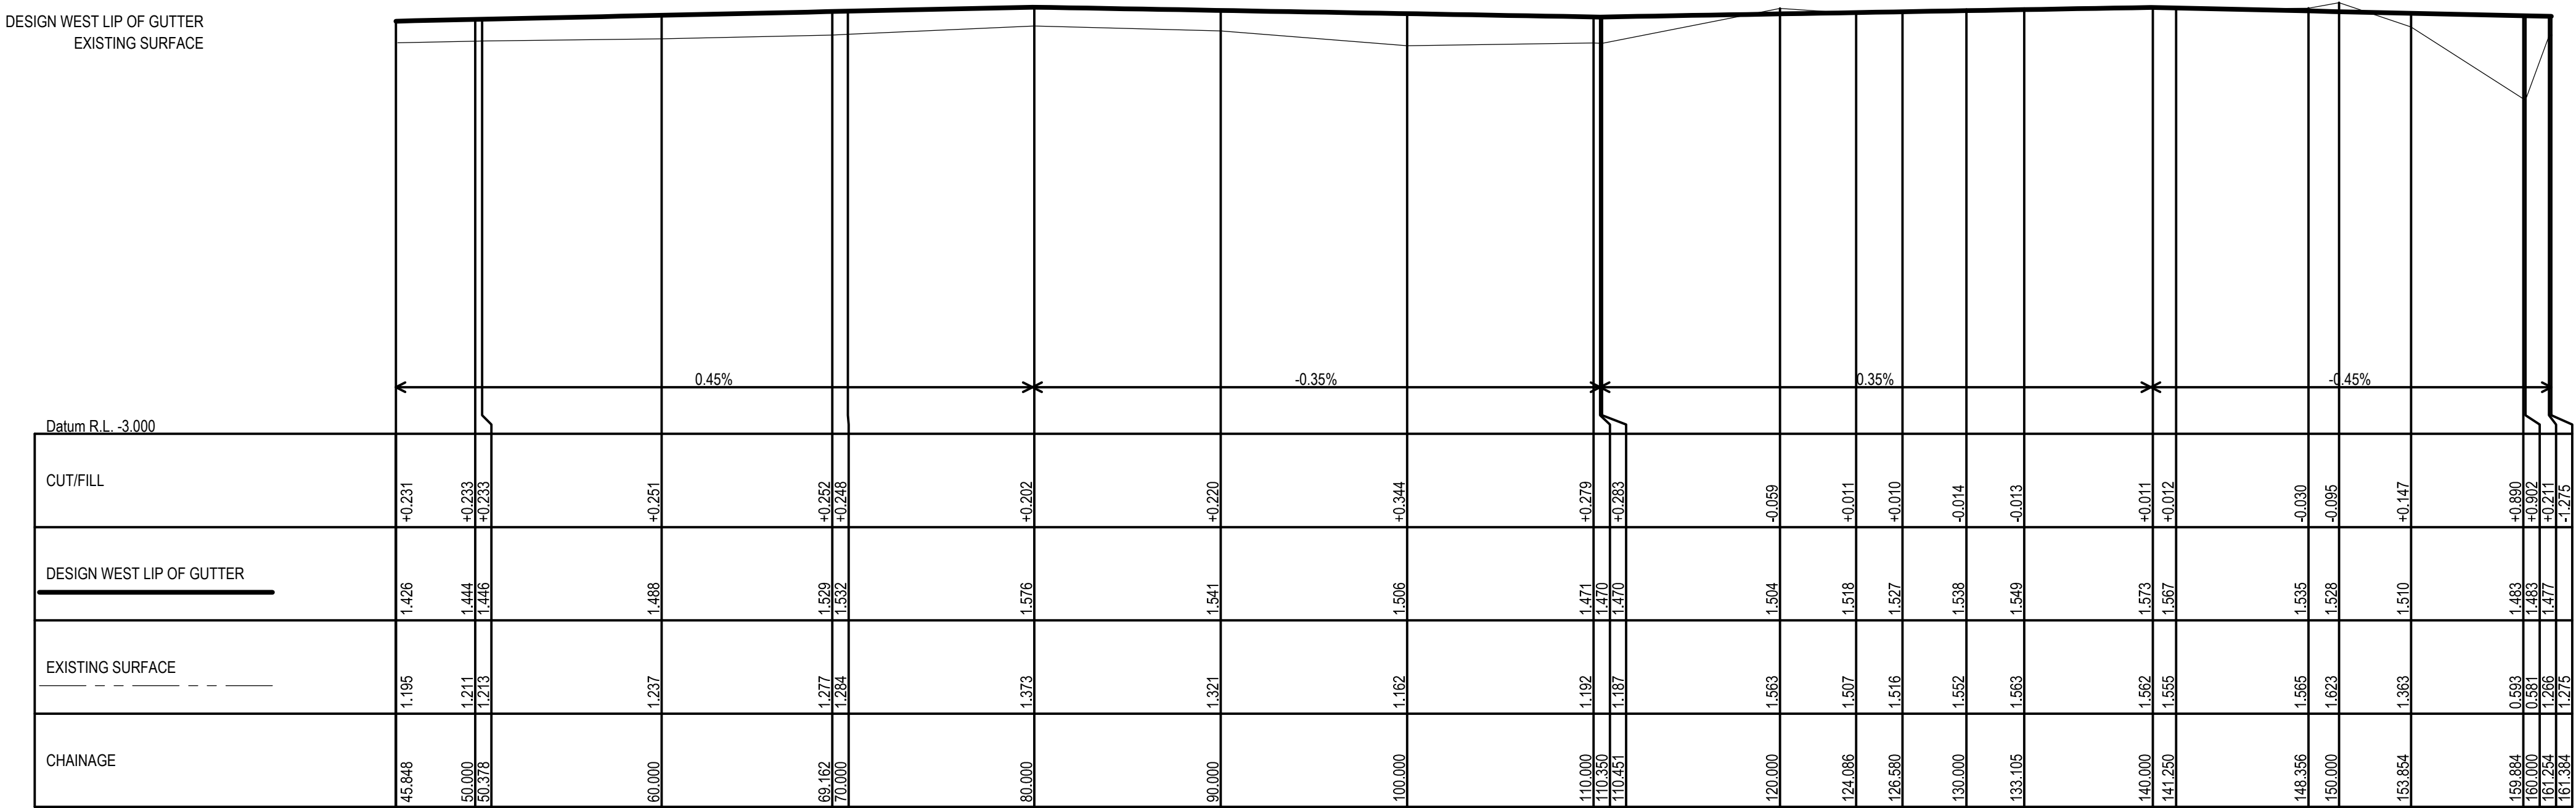 DESIGN WEST LIP OF GUTTER
EXISTING SURFACE
0.45% -0.35% 0.35% -0.45%
Datum R.L. -3.000
CUT/FILL +0.231 +0.233 +0.233 +0.251 +0.252 +0.248 +0.202 +0.220 +0.344 +0.279 +0.283 -0.059 +0.011 +0.010 -0.014 -0.013 +0.011 +0.012 -0.030 -0.095 +0.147 +0.890 +0.902 +0.211 -1.275
DESIGN WEST LIP OF GUTTER 1.426 1.444 1.446 1.488 1.529 1.532 1.576 1.541 1.506 1.471 1.470 1.470 1.504 1.518 1.527 1.538 1.549 1.573 1.567 1.535 1.528 1.510 1.483 1.483 1.477
EXISTING SURFACE 1.195 1.211 1.213 1.237 1.277 1.284 1.373 1.321 1.162 1.192 1.187 1.563 1.507 1.516 1.552 1.563 1.562 1.555 1.565 1.623 1.363 0.593 0.581 1.266 1.275
CHAINAGE 45.848 50.000 50.378 60.000 69.162 70.000 80.000 90.000 100.000 110.000 110.350 110.451 120.000 124.086 126.580 130.000 133.105 140.000 141.250 148.356 150.000 153.854 159.884 160.000 161.254 161.384